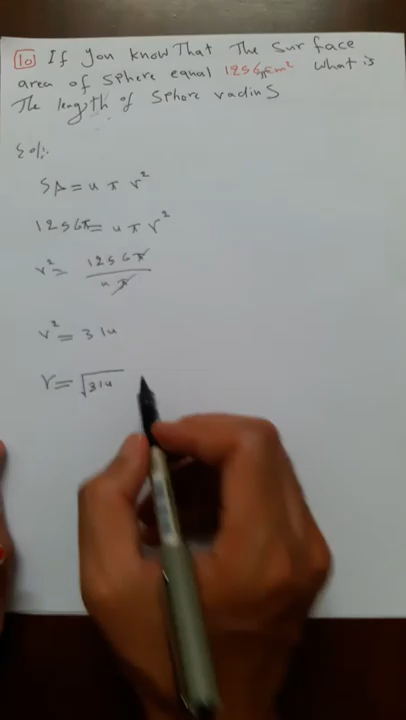 10 If you know That The Surface
area of sphere equal 1256π cm² what is
The length of sphere radius
Sol:
SA = 4 π r²
1256π = 4 π r²
r² = 1256π / 4π
r² = 314
r = √314